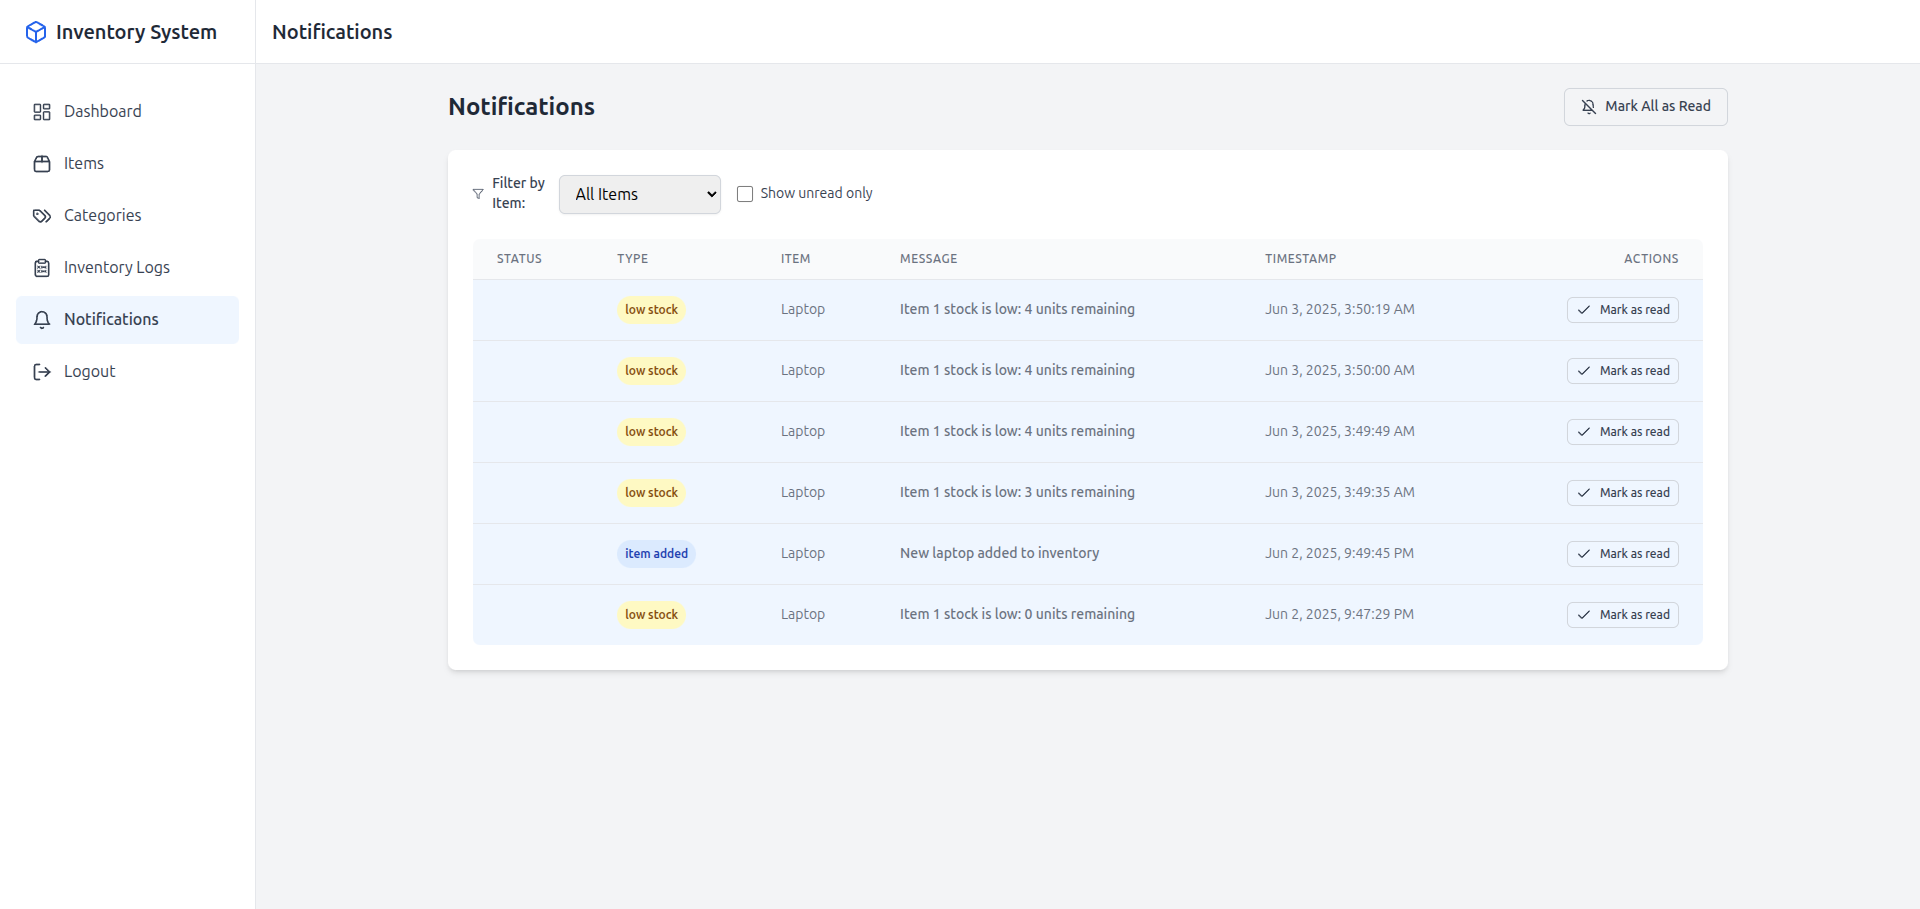 Inventory System
Notifications
Dashboard
Items
Categories
Inventory Logs
Notifications
Logout
Notifications
Mark All as Read
Filter by
Item:
All Items
Show unread only
STATUS TYPE ITEM MESSAGE TIMESTAMP ACTIONS
low stock Laptop Item 1 stock is low: 4 units remaining Jun 3, 2025, 3:50:19 AM Mark as read
low stock Laptop Item 1 stock is low: 4 units remaining Jun 3, 2025, 3:50:00 AM Mark as read
low stock Laptop Item 1 stock is low: 4 units remaining Jun 3, 2025, 3:49:49 AM Mark as read
low stock Laptop Item 1 stock is low: 3 units remaining Jun 3, 2025, 3:49:35 AM Mark as read
item added Laptop New laptop added to inventory Jun 2, 2025, 9:49:45 PM Mark as read
low stock Laptop Item 1 stock is low: 0 units remaining Jun 2, 2025, 9:47:29 PM Mark as read